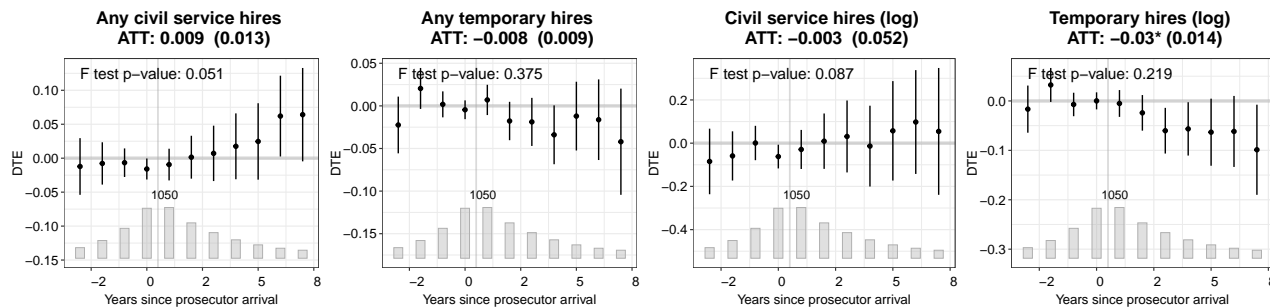 Any civil service hires
ATT: 0.009 (0.013)
F test p−value: 0.051
0.10
0.05
0.00
−0.05
−0.10
−0.15
DTE
1050
−2
0
2
5
8
Years since prosecutor arrival
Any temporary hires
ATT: −0.008 (0.009)
F test p−value: 0.375
0.05
0.00
−0.05
−0.10
−0.15
DTE
1050
−2
0
2
5
8
Years since prosecutor arrival
Civil service hires (log)
ATT: −0.003 (0.052)
F test p−value: 0.087
0.2
0.0
−0.2
−0.4
DTE
1050
−2
0
2
5
8
Years since prosecutor arrival
Temporary hires (log)
ATT: −0.03* (0.014)
F test p−value: 0.219
0.0
−0.1
−0.2
−0.3
DTE
1050
−2
0
2
5
8
Years since prosecutor arrival